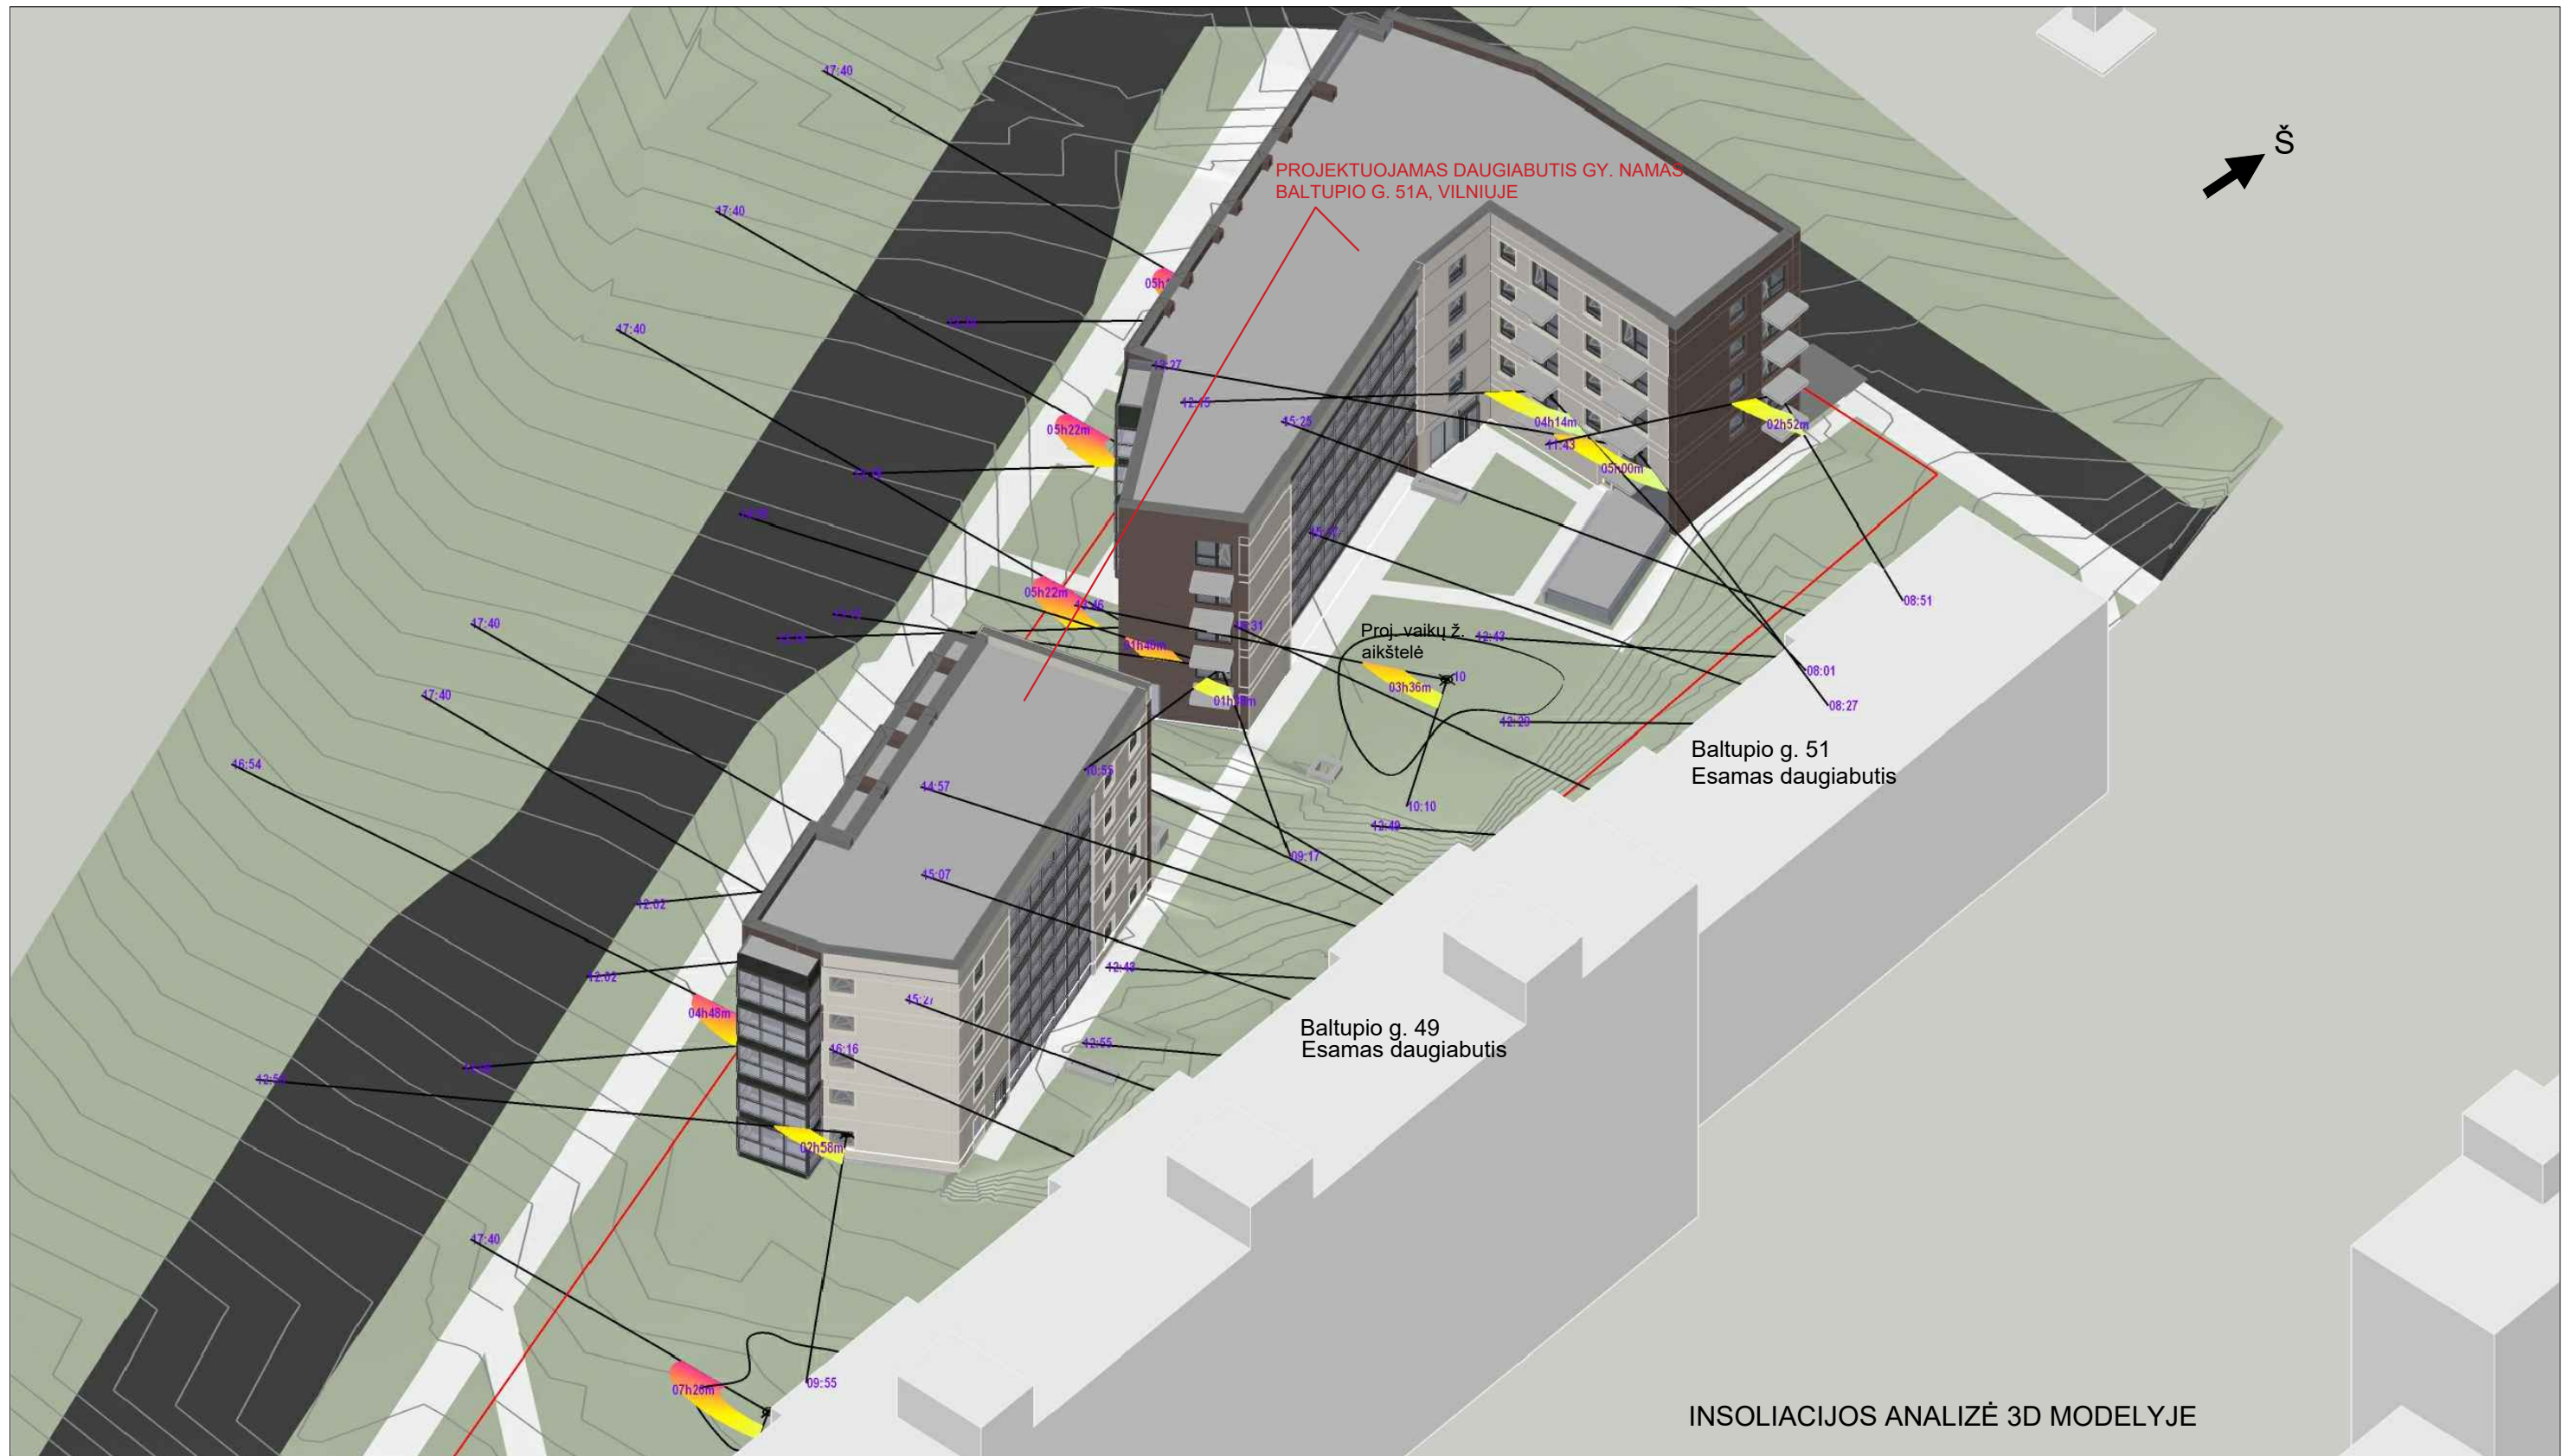 17:40
Š
PROJEKTUOJAMAS DAUGIABUTIS GY. NAMAS
BALTUPIO G. 51A, VILNIUJE
17:40
17:40
13:27
12:15
15:25
04h14m
11:43
02h52m
05h22m
05h00m
05h22m
08:51
Proj. vaikų ž.
aikštelė
12:43
17:40
08:01
03h36m
17:40
08:27
12:29
Baltupio g. 51
Esamas daugiabutis
16:54
10:55
14:57
10:10
12:49
09:17
15:07
12:02
12:43
12:02
15:27
04h48m
Baltupio g. 49
Esamas daugiabutis
16:16
12:55
02h58m
17:40
09:55
07h26m
INSOLIACIJOS ANALIZĖ 3D MODELYJE